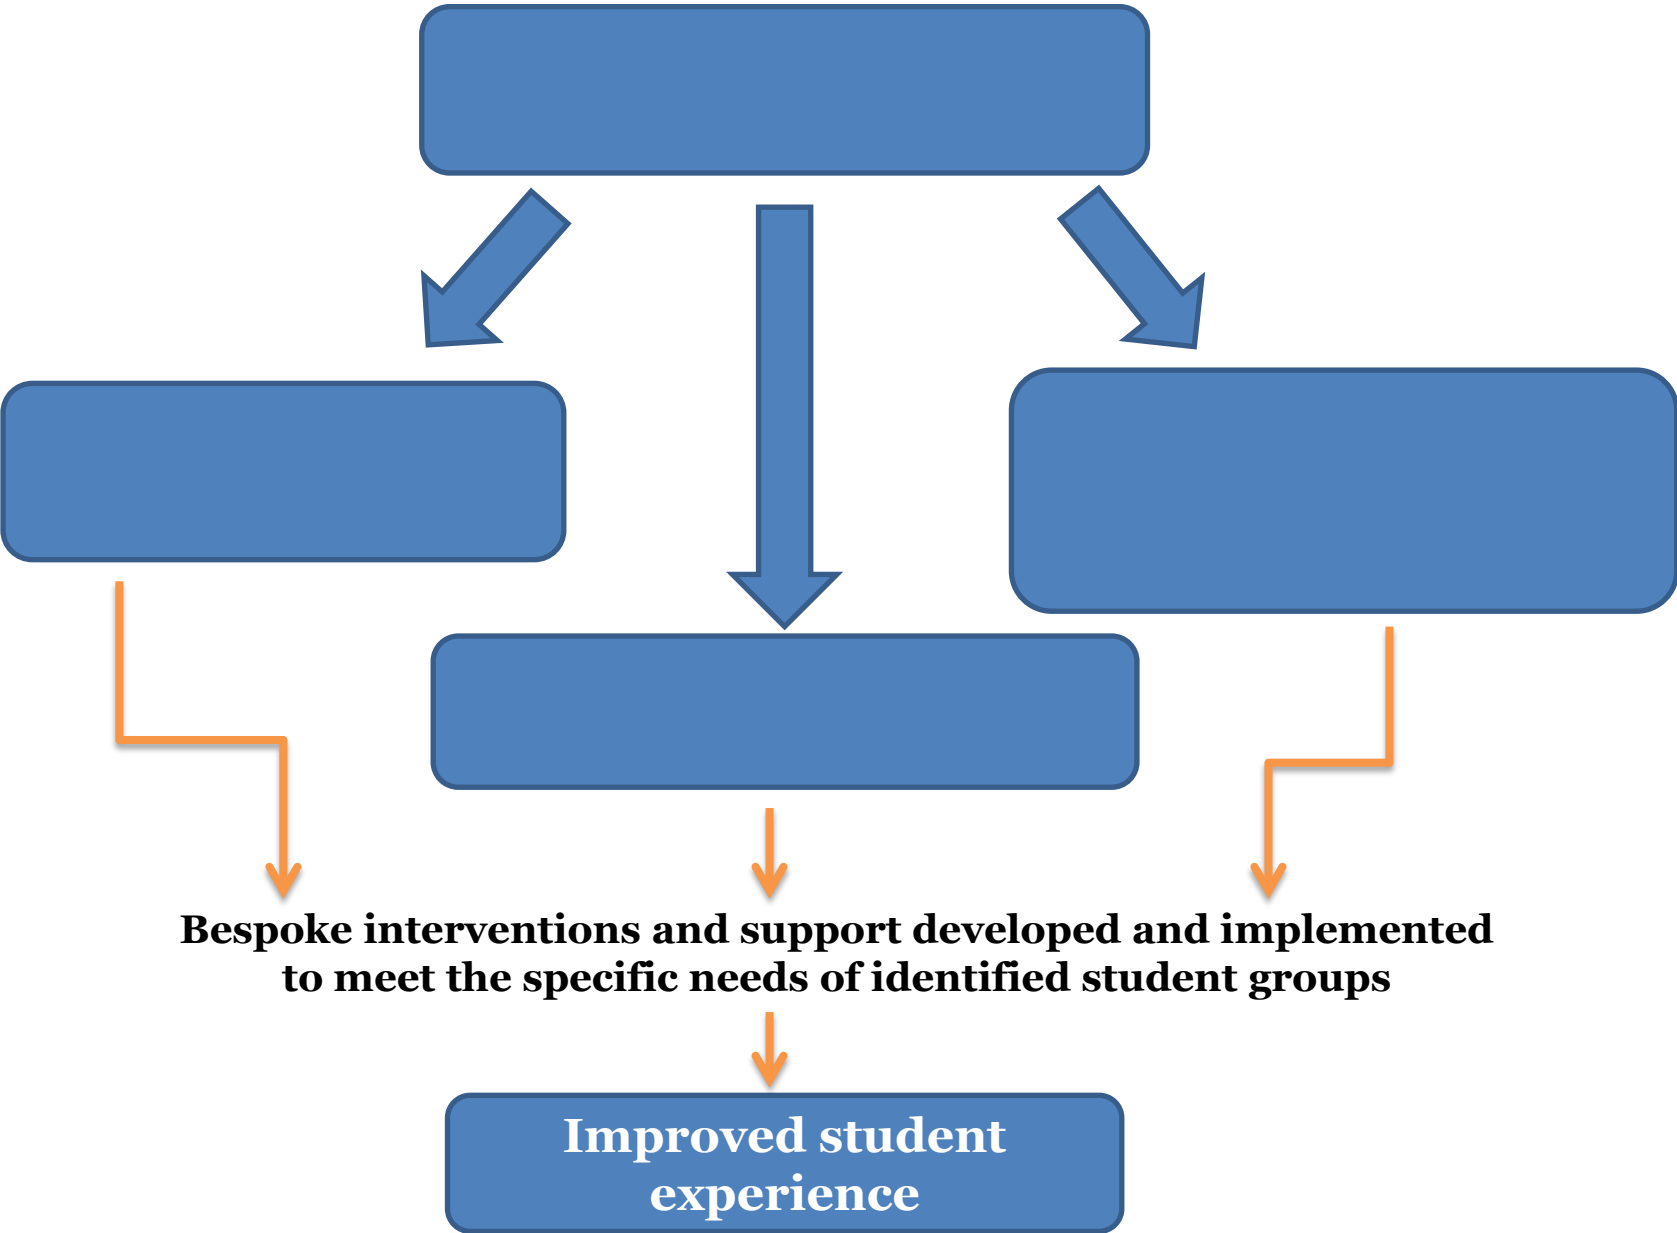 Bespoke interventions and support developed and implemented
to meet the specific needs of identified student groups
Improved student
experience